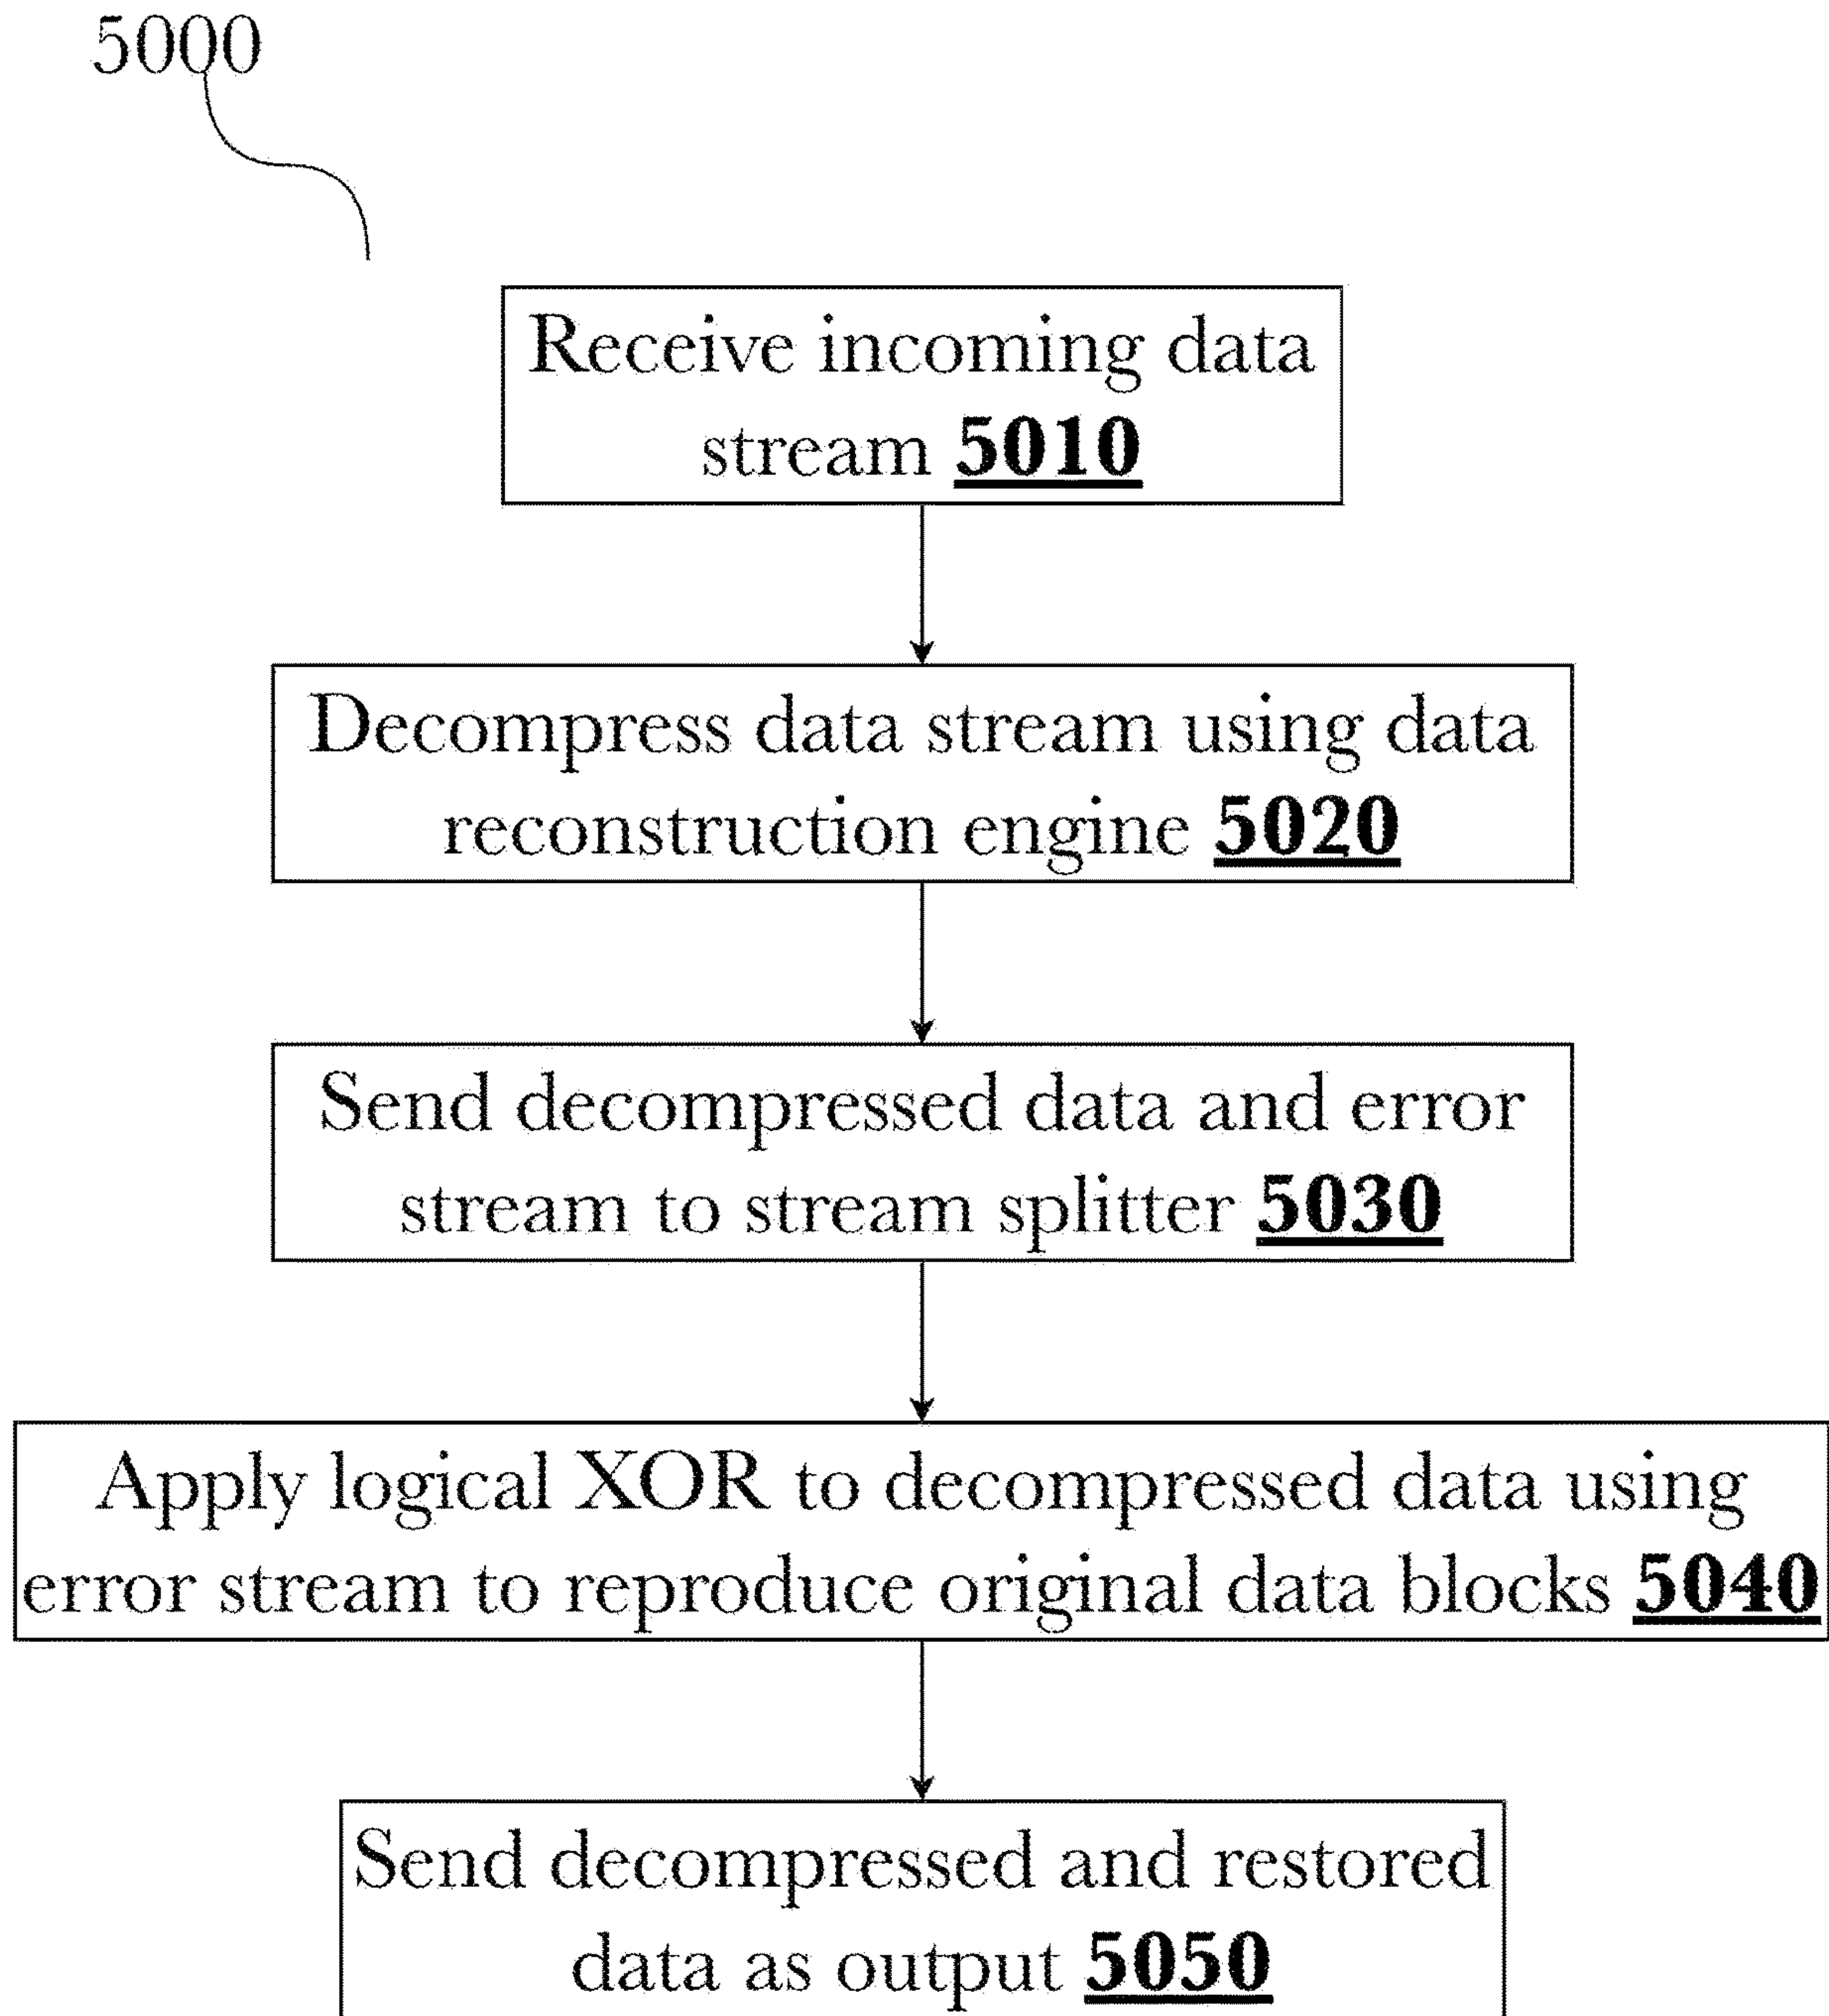 5000
Receive incoming data
stream 5010
Decompress data stream using data
reconstruction engine 5020
Send decompressed data and error
stream to stream splitter 5030
Apply logical XOR to decompressed data using
error stream to reproduce original data blocks 5040
Send decompressed and restored
data as output 5050